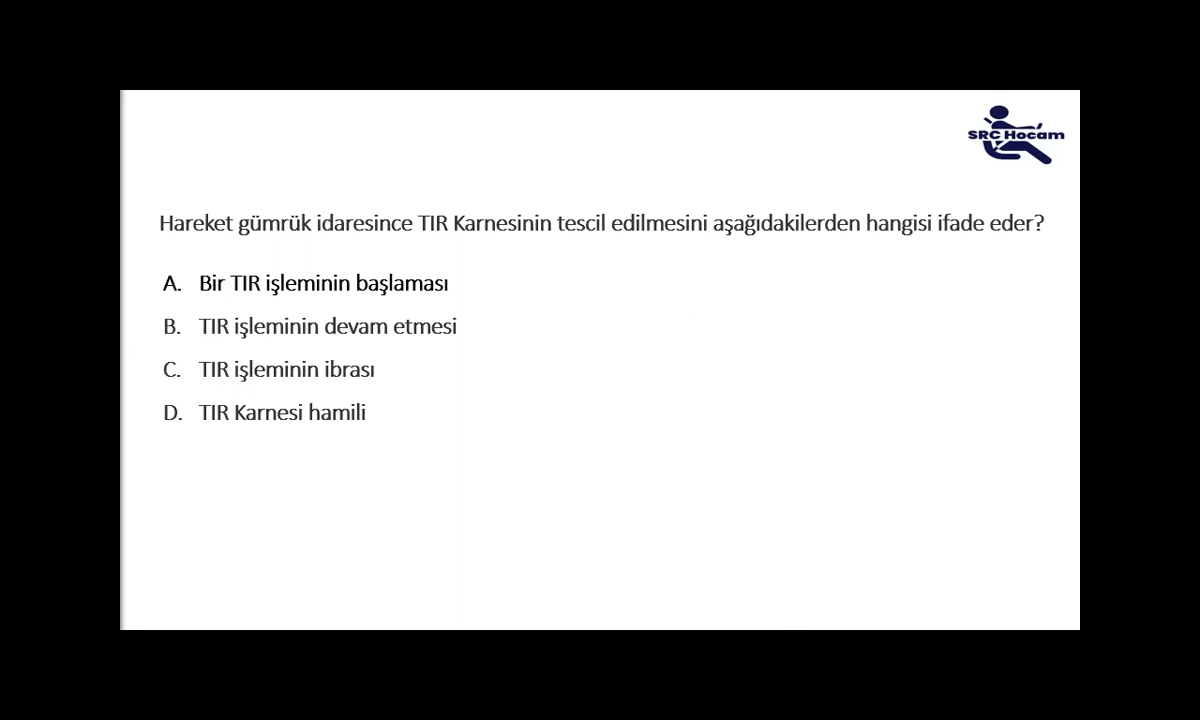 SRC Hocam
Hareket gümrük idaresince TIR Karnesinin tescil edilmesini aşağıdakilerden hangisi ifade eder?
A. Bir TIR işleminin başlaması
B. TIR işleminin devam etmesi
C. TIR işleminin ibrası
D. TIR Karnesi hamili